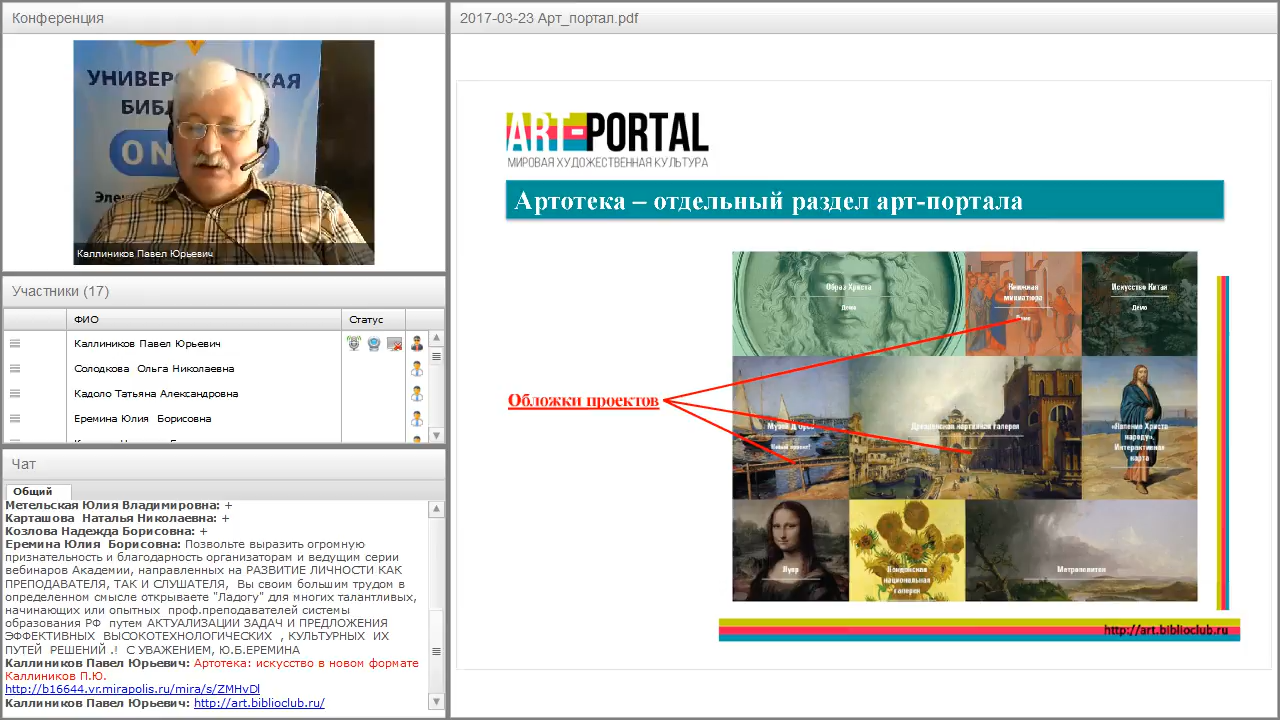 Конференция
УНИВЕР
КАЯ
БИБ
Каллиников Павел Юрьевич
Участники (17)
ФИО
Статус
Каллиников Павел Юрьевич
Солодкова Ольга Николаевна
Кадоло Татьяна Александровна
Еремина Юлия Борисовна
Чат
Общий
Метельская Юлия Владимировна: +
Карташова Наталья Николаевна: +
Козлова Надежда Борисовна: +
Еремина Юлия Борисовна: Позвольте выразить огромную
признательность и благодарность организаторам и ведущим серии
вебинаров Академии, направленных на РАЗВИТИЕ ЛИЧНОСТИ КАК
ПРЕПОДАВАТЕЛЯ, ТАК И СЛУШАТЕЛЯ, Вы своим большим трудом в
определенном смысле открываете "Ладогу" для многих талантливых,
начинающих или опытных проф.преподавателей системы
образования РФ путем АКТУАЛИЗАЦИИ ЗАДАЧ И ПРЕДЛОЖЕНИЯ
ЭФФЕКТИВНЫХ ВЫСОКОТЕХНОЛОГИЧЕСКИХ , КУЛЬТУРНЫХ ИХ
ПУТЕЙ РЕШЕНИЙ .! С УВАЖЕНИЕМ, Ю.Б.ЕРЕМИНА
Каллиников Павел Юрьевич: Артотека: искусство в новом формате
Каллиников П.Ю.
http://b16644.vr.mirapolis.ru/mira/s/ZMHvDl
Каллиников Павел Юрьевич: http://art.biblioclub.ru/
2017-03-23 Арт_портал.pdf
ART-PORTAL
МИРОВАЯ ХУДОЖЕСТВЕННАЯ КУЛЬТУРА
Артотека – отдельный раздел арт-портала
Образ Христа
Демо
Книжная
миниатюра
Искусство Китая
Демо
Обложки проектов
Дрезденская картинная галерея
«Явление Христа
народу».
Интерактивная
карта
Лувр
Лондонская
национальная
галерея
Метрополитен
http://art.biblioclub.ru